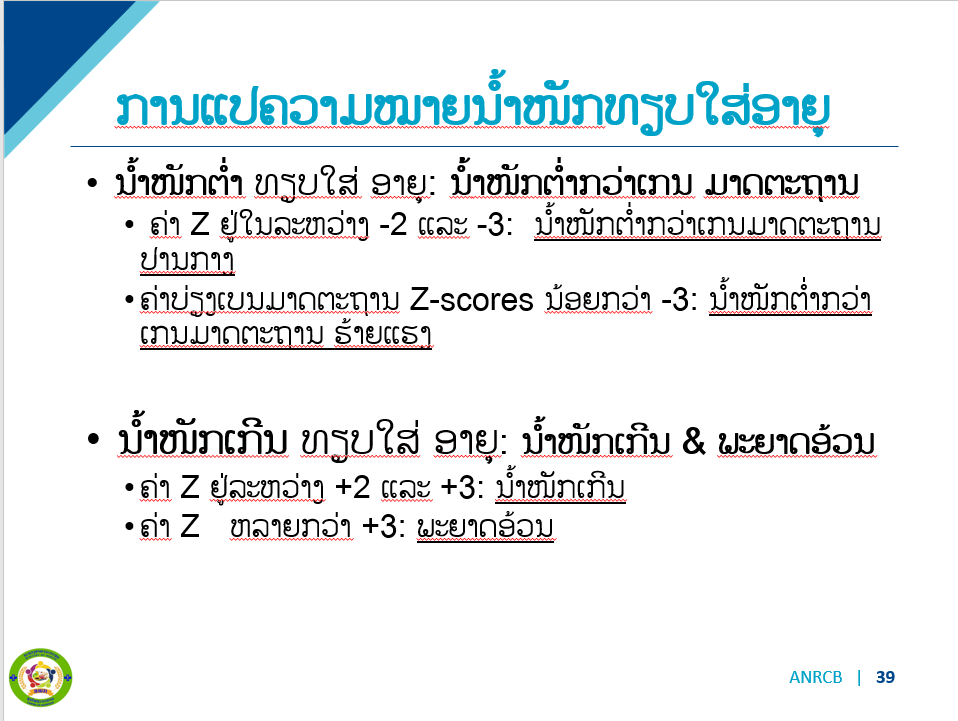 ການແປຄວາມໝາຍນ້ຳໜັກທຽບໃສ່ອາຍຸ
• ນ້ຳໜັກຕ່ຳ ທຽບໃສ່ ອາຍຸ: ນ້ຳໜັກຕ່ຳກວ່າເກນ ມາດຕະຖານ
• ຄ່າ Z ຢູ່ໃນລະຫວ່າງ -2 ແລະ -3: ນ້ຳໜັກຕ່ຳກວ່າເກນມາດຕະຖານ
ປານກາງ
• ຄ່າບ່ຽງເບນມາດຕະຖານ Z-scores ນ້ອຍກວ່າ -3: ນ້ຳໜັກຕ່ຳກວ່າ
ເກນມາດຕະຖານ ຮ້າຍແຮງ
• ນ້ຳໜັກເກີນ ທຽບໃສ່ ອາຍຸ: ນ້ຳໜັກເກີນ & ພະຍາດອ້ວນ
• ຄ່າ Z ຢູ່ລະຫວ່າງ +2 ແລະ +3: ນ້ຳໜັກເກີນ
• ຄ່າ Z ຫລາຍກວ່າ +3: ພະຍາດອ້ວນ
ANRCB | 39